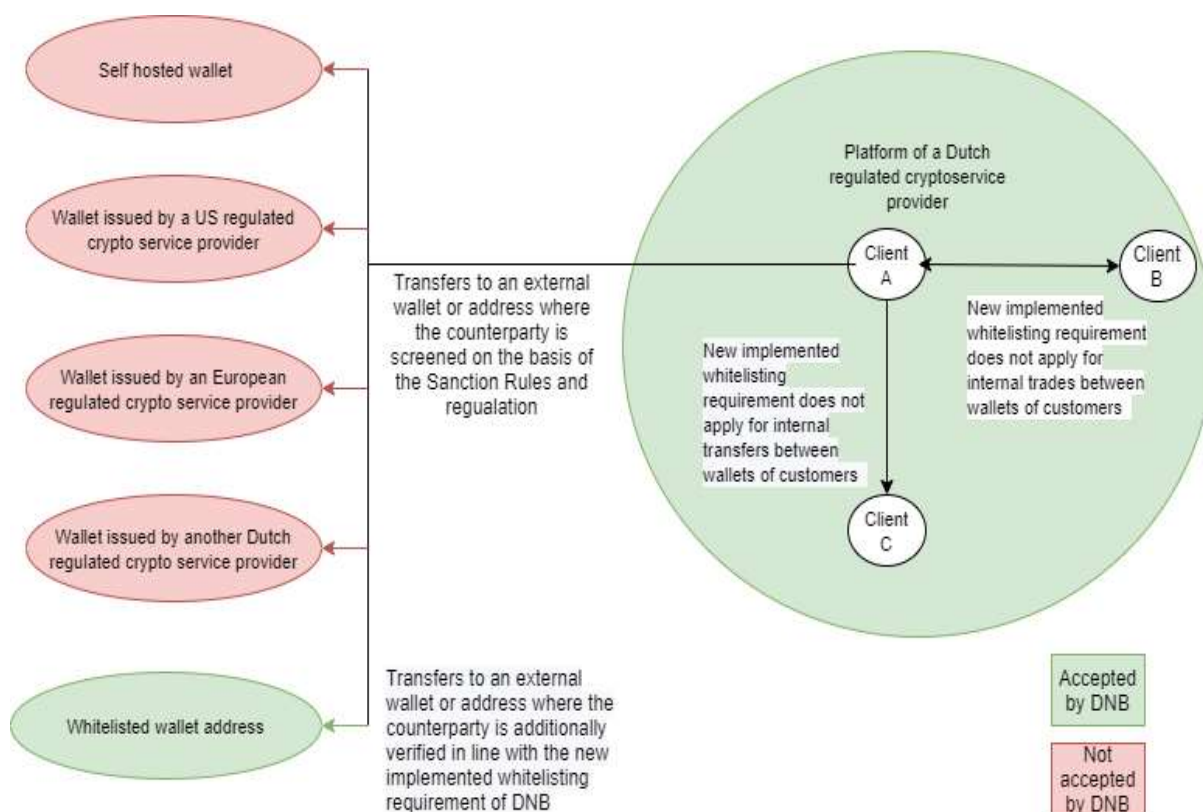 Self hosted wallet
Wallet issued by a US regulated
crypto service provider
Wallet issued by an European
regulated crypto service provider
Wallet issued by another Dutch
regulated crypto service provider
Whitelisted wallet address
Transfers to an external
wallet or address where
the counterparty is
screened on the basis of
the Sanction Rules and
regualation
Transfers to an external
wallet or address where the
counterparty is additionally
verified in line with the new
implemented whitelisting
requirement of DNB
Platform of a Dutch
regulated cryptoservice
provider
Client
A
Client
B
New implemented
whitelisting requirement
does not apply for
internal trades between
wallets of customers
New implemented
whitelisting
requirement does not
apply for internal
transfers between
wallets of customers
Client
C
Accepted
by DNB
Not
accepted
by DNB